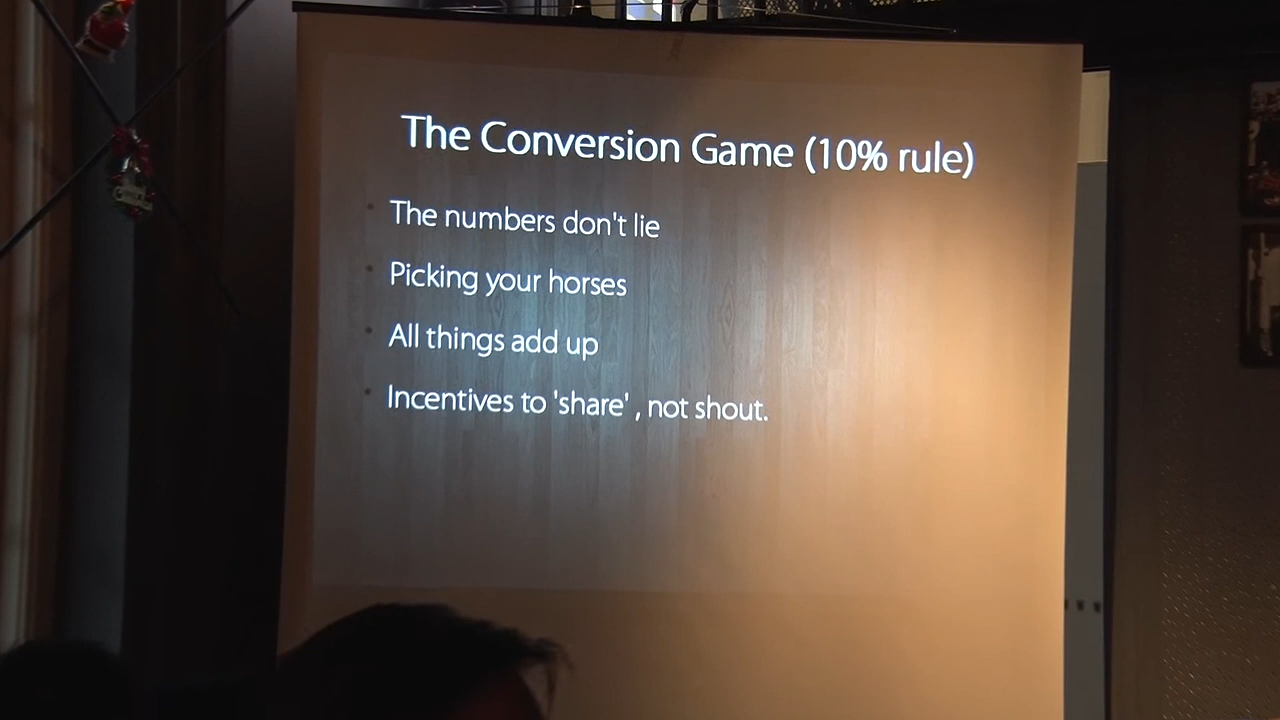 The Conversion Game (10% rule)
The numbers don't lie
Picking your horses
All things add up
Incentives to 'share' , not shout.